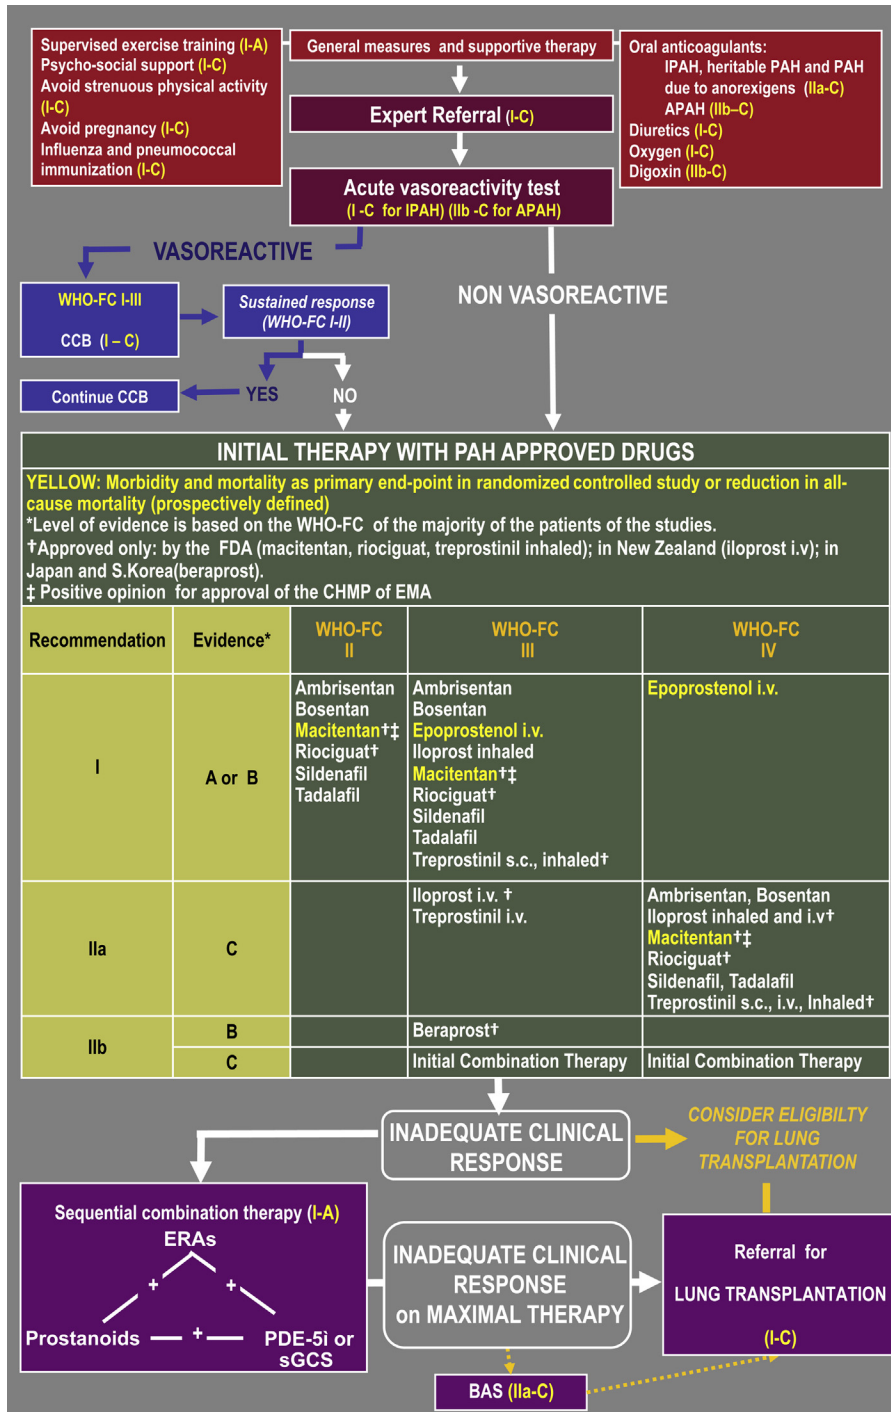 Supervised exercise training (I-A)
Psycho-social support (I-C)
Avoid strenuous physical activity
(I-C)
Avoid pregnancy (I-C)
Influenza and pneumococcal
immunization (I-C)
General measures and supportive therapy
Oral anticoagulants:
IPAH, heritable PAH and PAH
due to anorexigens (IIa-C)
APAH (IIb–C)
Diuretics (I-C)
Oxygen (I-C)
Digoxin (IIb-C)
Expert Referral (I-C)
Acute vasoreactivity test
(I -C for IPAH) (IIb -C for APAH)
VASOREACTIVE
NON VASOREACTIVE
WHO-FC I-III
CCB (I – C)
Sustained response
(WHO-FC I-II)
YES
NO
Continue CCB
INITIAL THERAPY WITH PAH APPROVED DRUGS
YELLOW: Morbidity and mortality as primary end-point in randomized controlled study or reduction in all-
cause mortality (prospectively defined)
*Level of evidence is based on the WHO-FC of the majority of the patients of the studies.
†Approved only: by the FDA (macitentan, riociguat, treprostinil inhaled); in New Zealand (iloprost i.v); in
Japan and S.Korea(beraprost).
‡ Positive opinion for approval of the CHMP of EMA
Recommendation
Evidence*
WHO-FC
II
WHO-FC
III
WHO-FC
IV
I
A or B
Ambrisentan
Bosentan
Macitentan†‡
Riociguat†
Sildenafil
Tadalafil
Ambrisentan
Bosentan
Epoprostenol i.v.
Iloprost inhaled
Macitentan†‡
Riociguat†
Sildenafil
Tadalafil
Treprostinil s.c., inhaled†
Epoprostenol i.v.
IIa
C
Iloprost i.v. †
Treprostinil i.v.
Ambrisentan, Bosentan
Iloprost inhaled and i.v†
Macitentan†‡
Riociguat†
Sildenafil, Tadalafil
Treprostinil s.c., i.v., Inhaled†
IIb
B
Beraprost†
C
Initial Combination Therapy
Initial Combination Therapy
INADEQUATE CLINICAL
RESPONSE
CONSIDER ELIGIBILTY
FOR LUNG
TRANSPLANTATION
Sequential combination therapy (I-A)
ERAs
+
+
Prostanoids
+
PDE-5ì or
sGCS
INADEQUATE CLINICAL
RESPONSE
on MAXIMAL THERAPY
Referral for
LUNG TRANSPLANTATION
(I-C)
BAS (IIa-C)